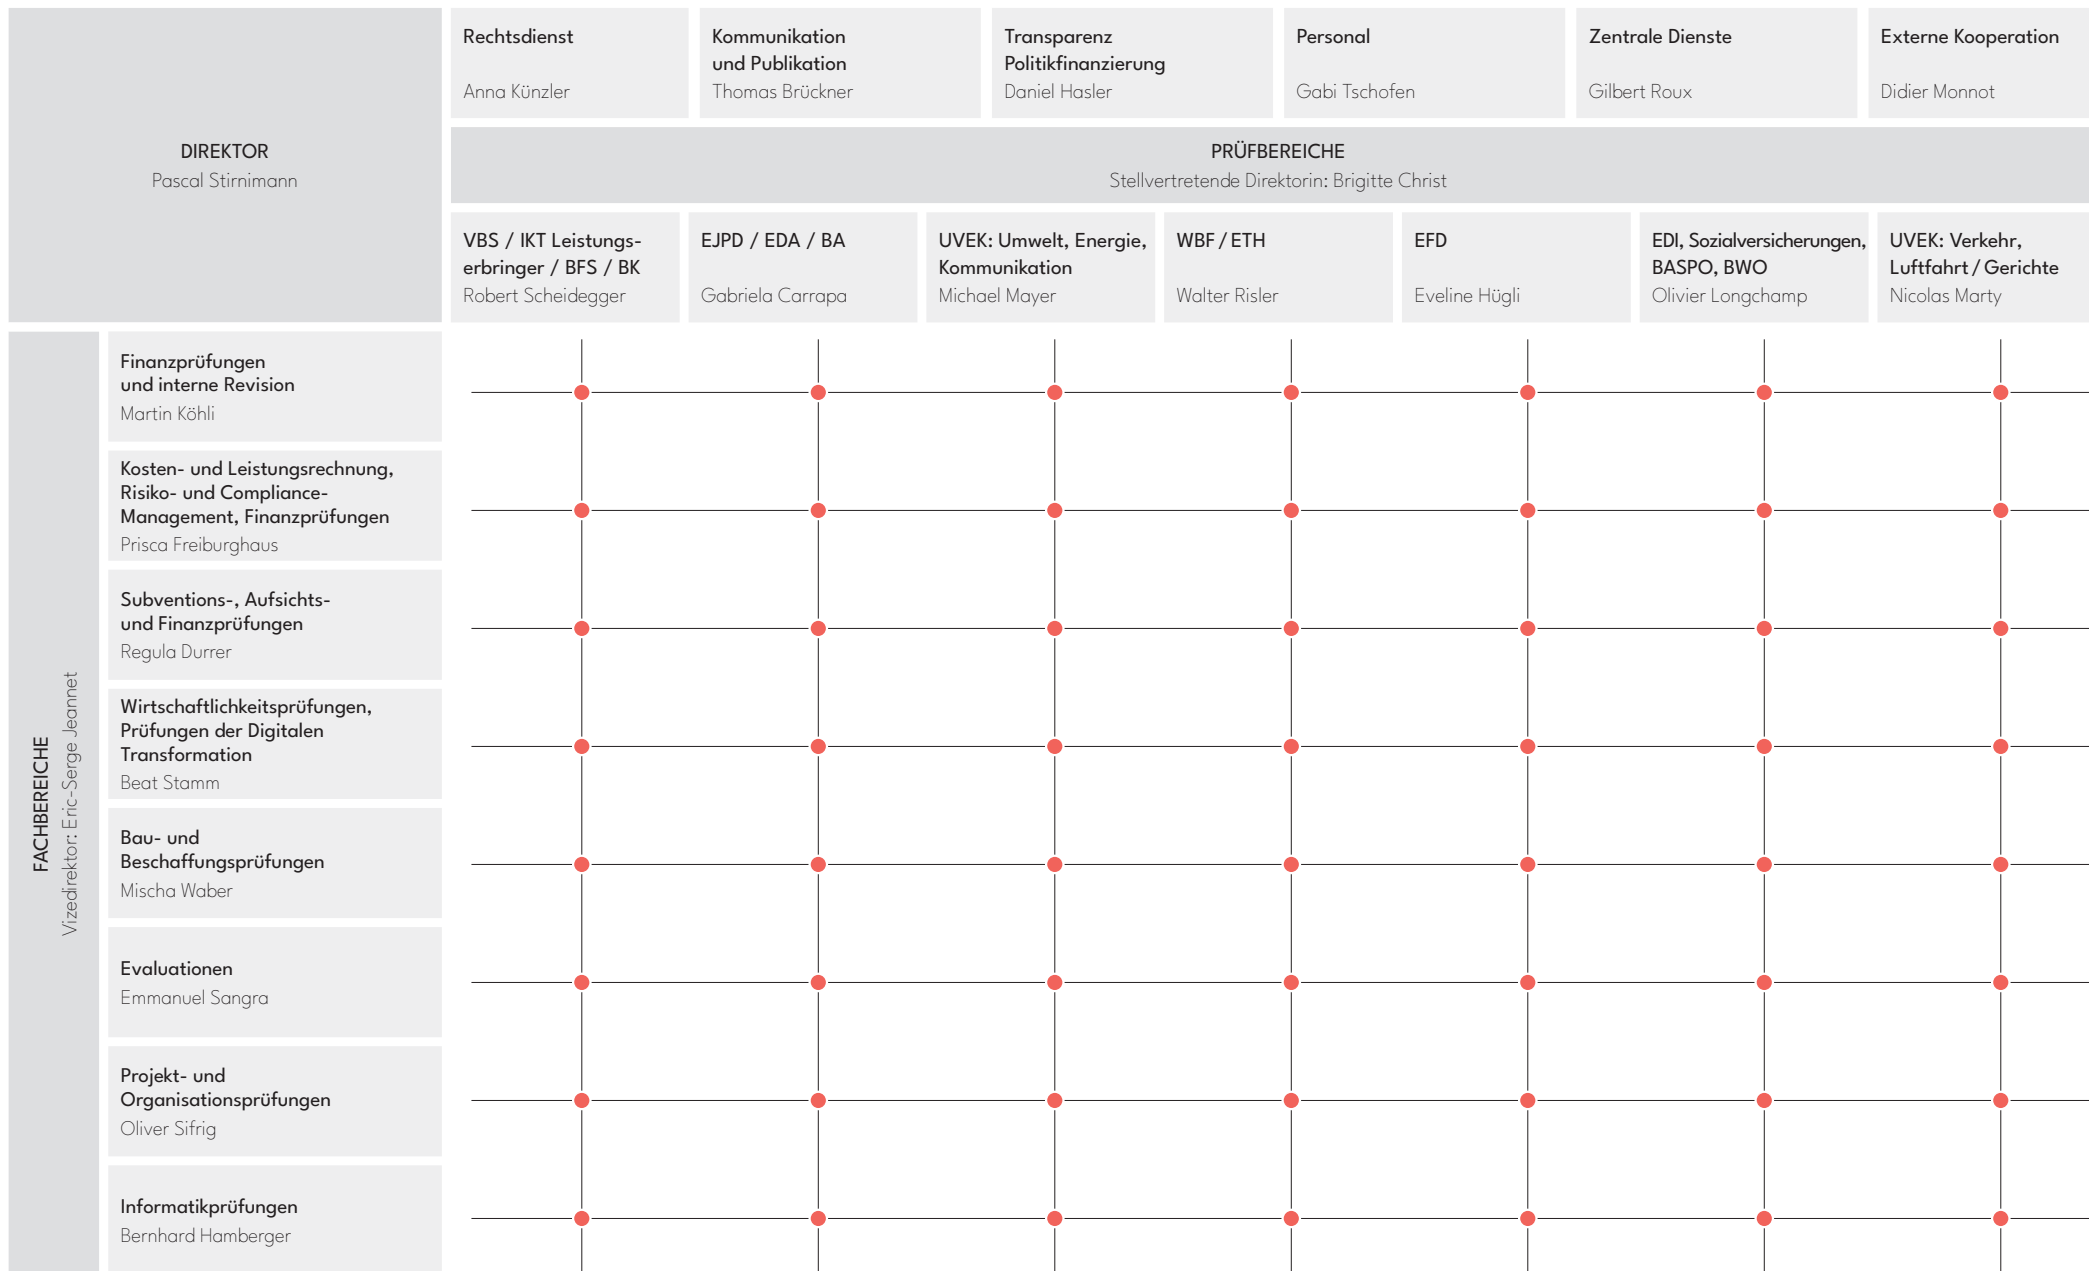 DIREKTOR
Pascal Stirnimann
Rechtsdienst
Anna Künzler
Kommunikation
und Publikation
Thomas Brückner
Transparenz
Politikfinanzierung
Daniel Hasler
Personal
Gabi Tschofen
Zentrale Dienste
Gilbert Roux
Externe Kooperation
Didier Monnot
PRÜFBEREICHE
Stellvertretende Direktorin: Brigitte Christ
VBS / IKT Leistungs-
erbringer / BFS / BK
Robert Scheidegger
EJPD / EDA / BA
Gabriela Carrapa
UVEK: Umwelt, Energie,
Kommunikation
Michael Mayer
WBF / ETH
Walter Risler
EFD
Eveline Hügli
EDI, Sozialversicherungen,
BASPO, BWO
Olivier Longchamp
UVEK: Verkehr,
Luftfahrt / Gerichte
Nicolas Marty
FACHBEREICHE
Vizedirektor: Eric-Serge Jeannet
Finanzprüfungen
und interne Revision
Martin Köhli
Kosten- und Leistungsrechnung,
Risiko- und Compliance-
Management, Finanzprüfungen
Prisca Freiburghaus
Subventions-, Aufsichts-
und Finanzprüfungen
Regula Durrer
Wirtschaftlichkeitsprüfungen,
Prüfungen der Digitalen
Transformation
Beat Stamm
Bau- und
Beschaffungsprüfungen
Mischa Waber
Evaluationen
Emmanuel Sangra
Projekt- und
Organisationsprüfungen
Oliver Sifrig
Informatikprüfungen
Bernhard Hamberger